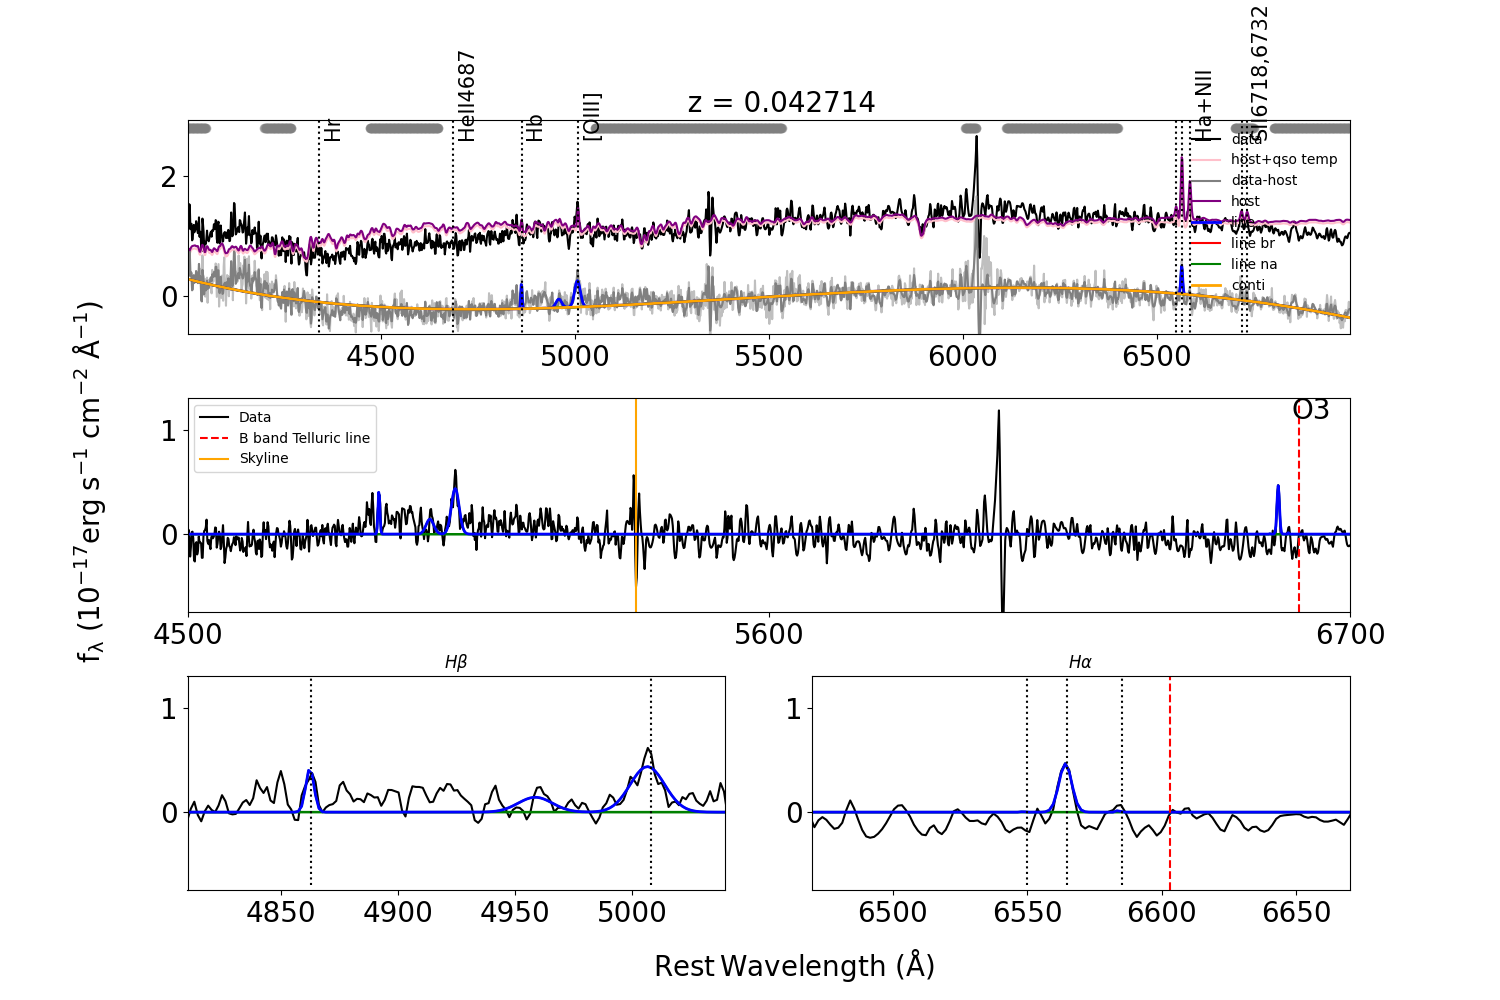 z = 0.042714
Hr
HeII4687
Hb
[OIII]
Ha+NII
SII6718,6732
data
host+qso temp
data-host
host
line
line br
line na
conti
2
0
4500
5000
5500
6000
6500
f_λ (10⁻¹⁷erg s⁻¹ cm⁻² Å⁻¹)
Data
B band Telluric line
Skyline
O3
1
0
4500
5600
6700
Hβ
1
0
4850
4900
4950
5000
Hα
1
0
6500
6550
6600
6650
Rest Wavelength (Å)